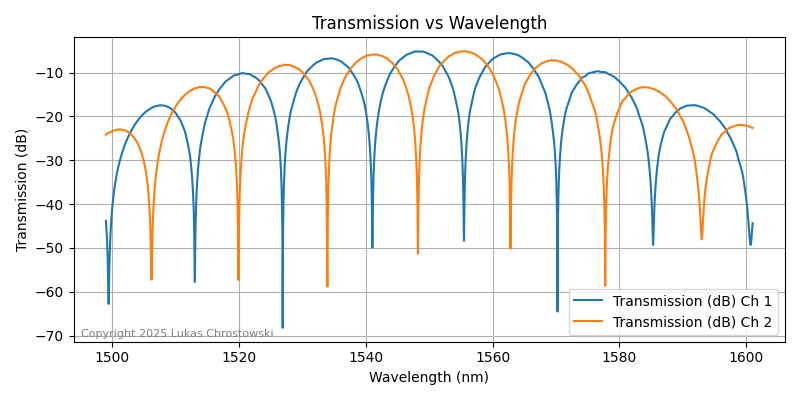 Transmission vs Wavelength
Transmission (dB)
−10
−20
−30
−40
−50
−60
−70
Transmission (dB) Ch 1
Transmission (dB) Ch 2
Copyright 2025 Lukas Chrostowski
1500 1520 1540 1560 1580 1600
Wavelength (nm)